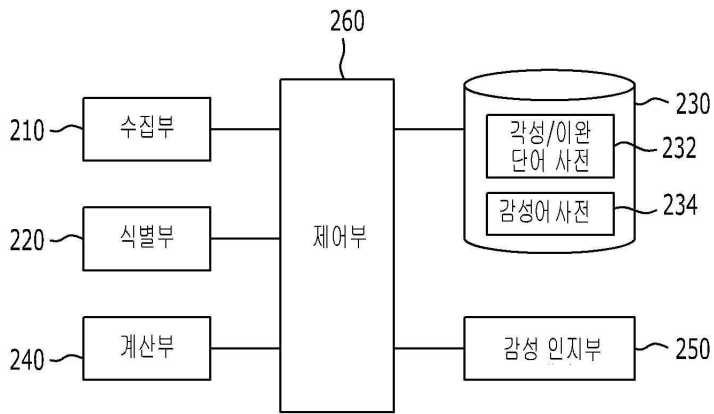 260
210
수집부
230
각성/이완
단어 사전
232
감성어 사전
234
220
식별부
제어부
240
계산부
감성 인지부
250